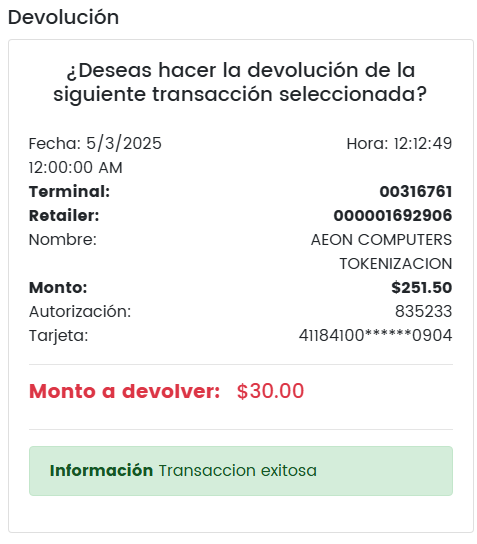 Devolución
¿Deseas hacer la devolución de la
siguiente transacción seleccionada?
Fecha: 5/3/2025 Hora: 12:12:49
12:00:00 AM
Terminal: 00316761
Retailer: 000001692906
Nombre: AEON COMPUTERS
TOKENIZACION
Monto: $251.50
Autorización: 835233
Tarjeta: 41184100******0904
Monto a devolver: $30.00
Información Transaccion exitosa